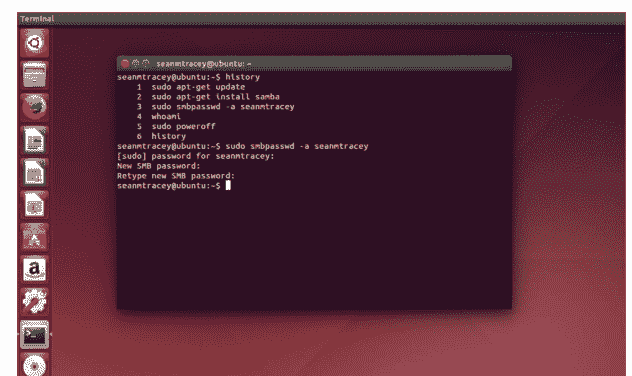 Terminal
seanmtracey@ubuntu: ~
seanmtracey@ubuntu:~$ history
1 sudo apt-get update
2 sudo apt-get install samba
3 sudo smbpasswd -a seanmtracey
4 whoami
5 sudo poweroff
6 history
seanmtracey@ubuntu:~$ sudo smbpasswd -a seanmtracey
[sudo] password for seanmtracey:
New SMB password:
Retype new SMB password:
seanmtracey@ubuntu:~$